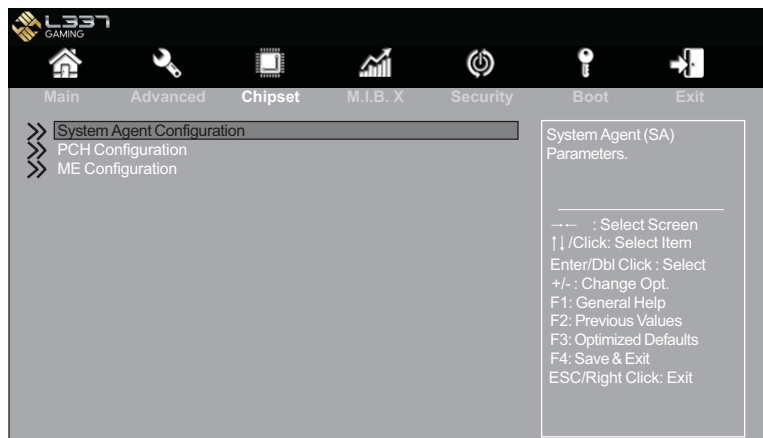 L337
GAMING
Main Advanced Chipset M.I.B. X Security Boot Exit
System Agent Configuration
PCH Configuration
ME Configuration
System Agent (SA)
Parameters.
→← : Select Screen
↑↓/Click: Select Item
Enter/Dbl Click : Select
+/- : Change Opt.
F1: General Help
F2: Previous Values
F3: Optimized Defaults
F4: Save & Exit
ESC/Right Click: Exit